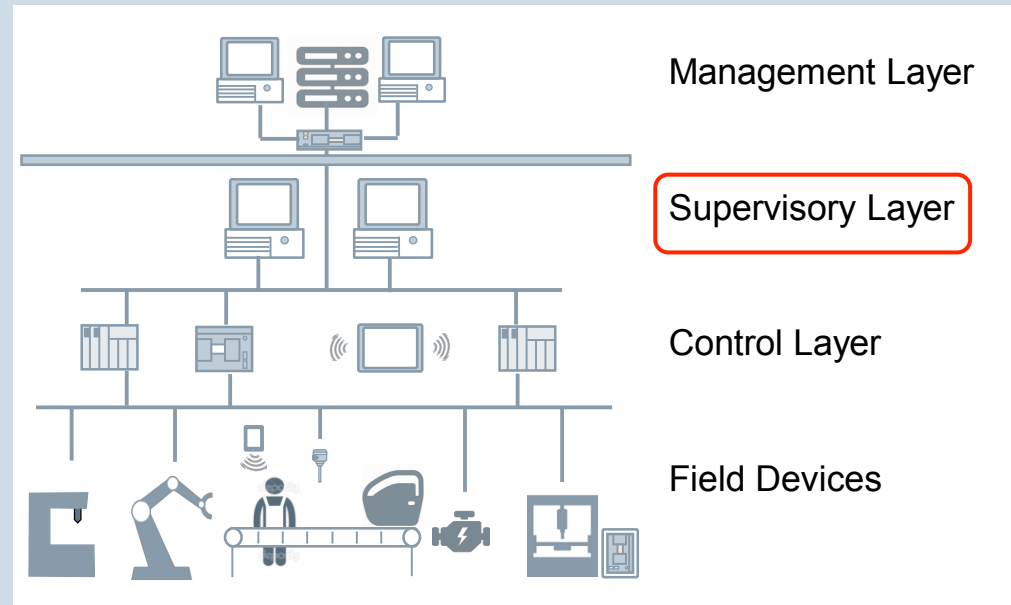 Management Layer
Supervisory Layer
Control Layer
Field Devices